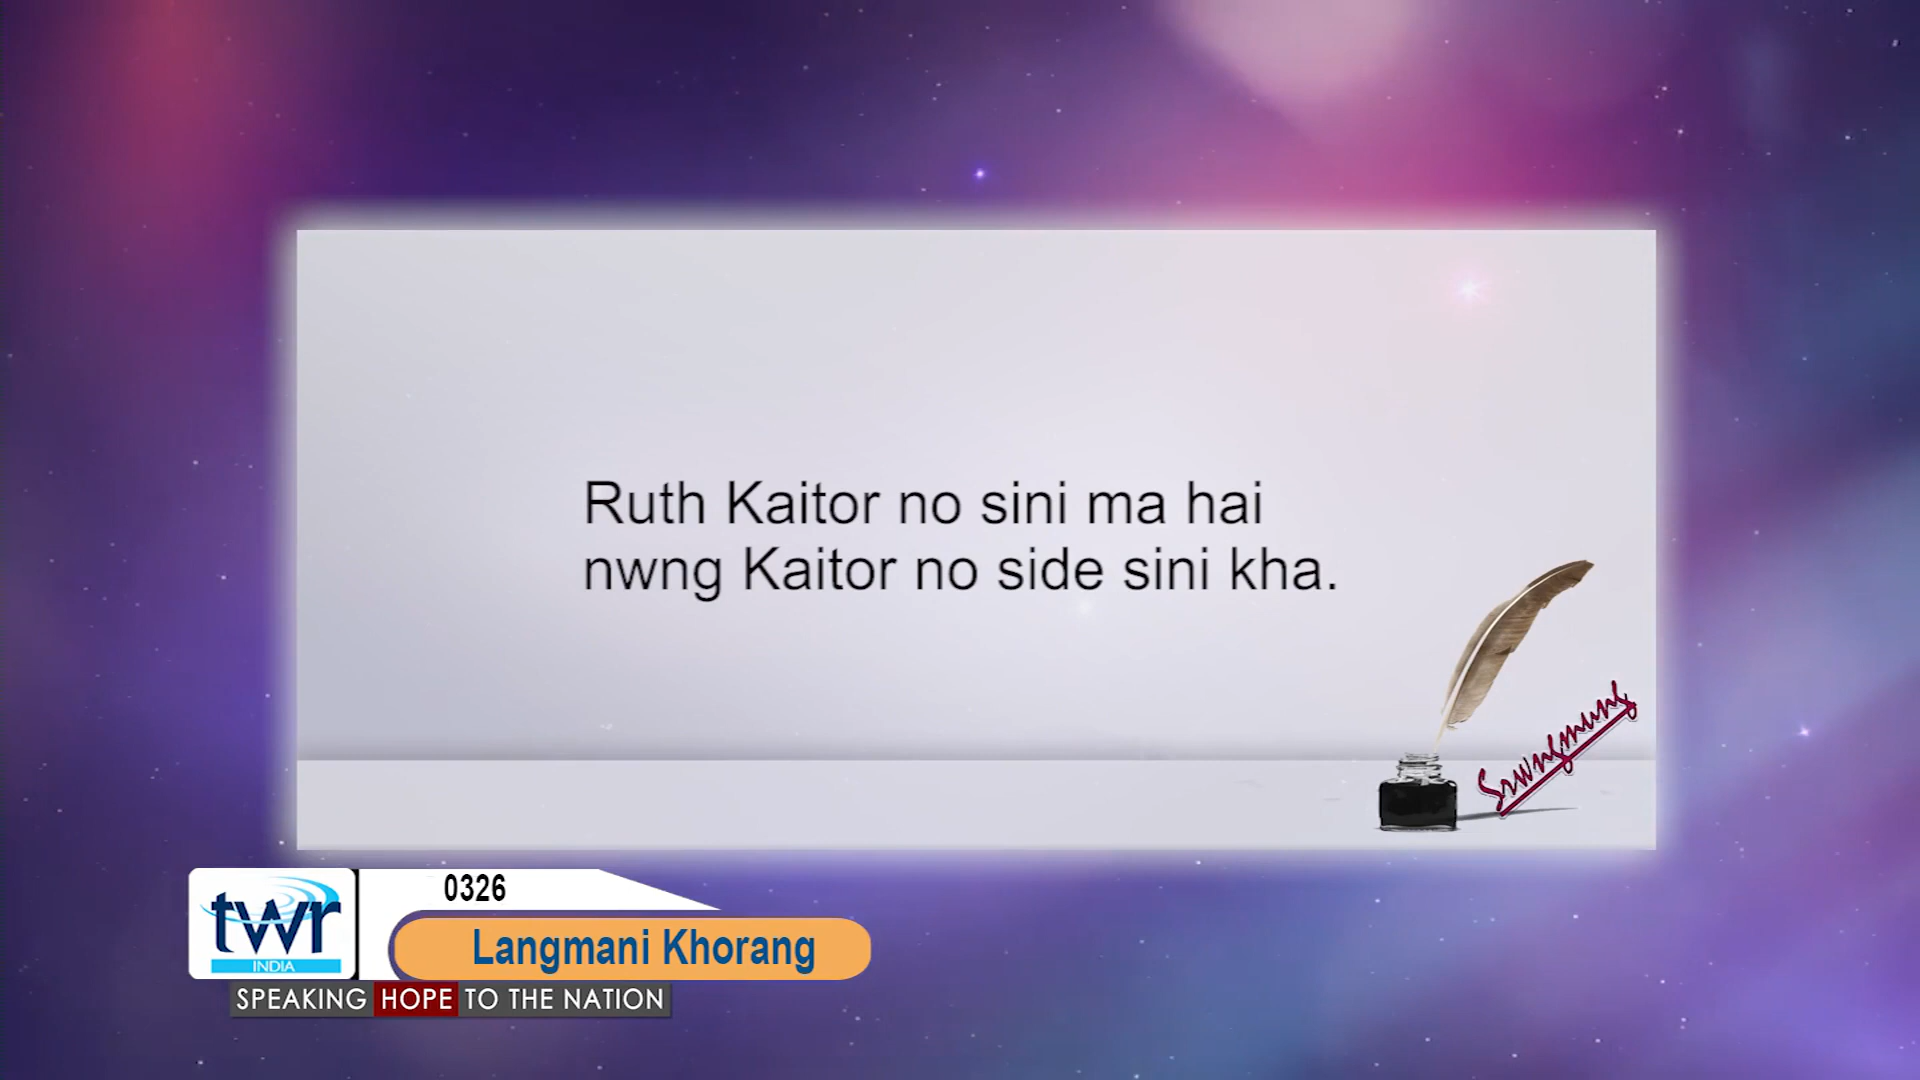 Ruth Kaitor no sini ma hai
nwng Kaitor no side sini kha.
Srwngmung
twr
INDIA
0326
Langmani Khorang
SPEAKING HOPE TO THE NATION